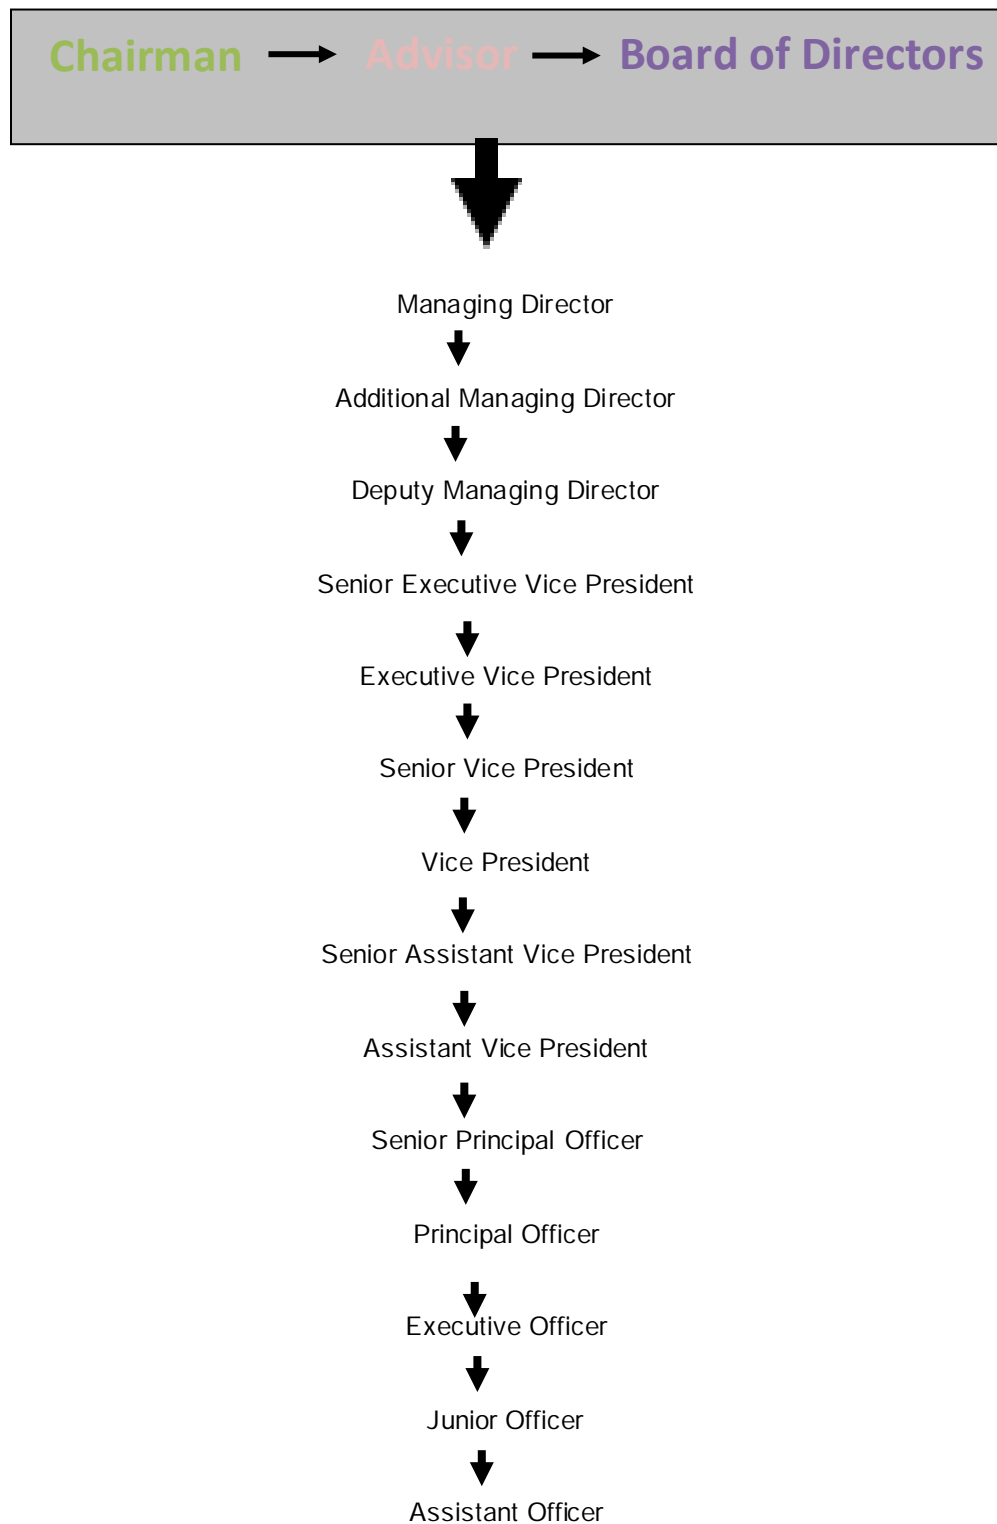 Chairman Advisor Board of Directors
Managing Director
Additional Managing Director
Deputy Managing Director
Senior Executive Vice President
Executive Vice President
Senior Vice President
Vice President
Senior Assistant Vice President
Assistant Vice President
Senior Principal Officer
Principal Officer
Executive Officer
Junior Officer
Assistant Officer